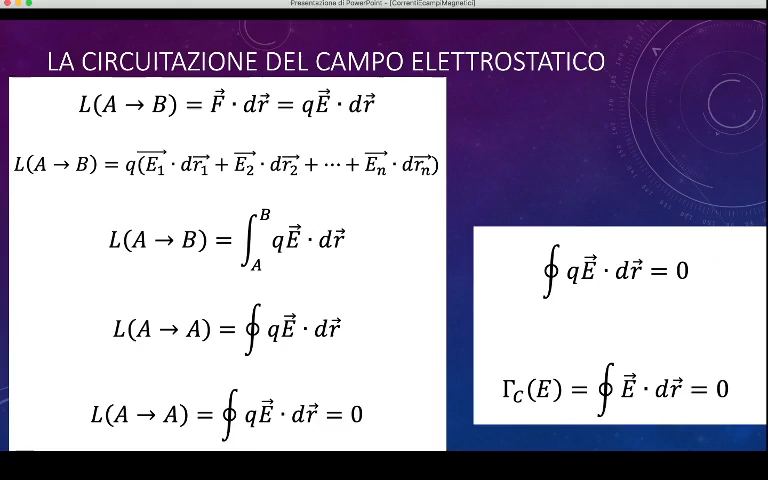 Presentazione di PowerPoint - [CorrentiEcampiMagnetici]
LA CIRCUITAZIONE DEL CAMPO ELETTROSTATICO
L(A → B) = F⃗ · dr⃗ = qE⃗ · dr⃗
L(A → B) = q(E₁⃗ · dr₁⃗ + E₂⃗ · dr₂⃗ + ⋯ + Eₙ⃗ · drₙ⃗)
L(A → B) = ∫_A^B qE⃗ · dr⃗
L(A → A) = ∮ qE⃗ · dr⃗
L(A → A) = ∮ qE⃗ · dr⃗ = 0
∮ qE⃗ · dr⃗ = 0
Γ_C(E) = ∮ E⃗ · dr⃗ = 0